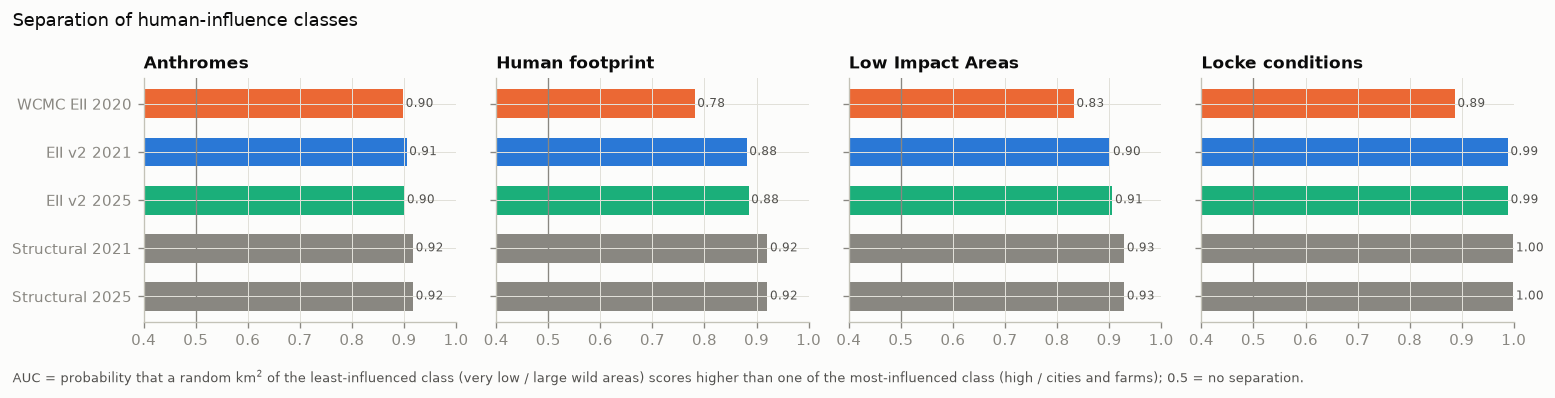 Separation of human-influence classes
Anthromes
Human footprint
Low Impact Areas
Locke conditions
WCMC EII 2020
0.90
0.78
0.83
0.89
EII v2 2021
0.91
0.88
0.90
0.99
EII v2 2025
0.90
0.88
0.91
0.99
Structural 2021
0.92
0.92
0.93
1.00
Structural 2025
0.92
0.92
0.93
1.00
0.4 0.5 0.6 0.7 0.8 0.9 1.0
0.4 0.5 0.6 0.7 0.8 0.9 1.0
0.4 0.5 0.6 0.7 0.8 0.9 1.0
0.4 0.5 0.6 0.7 0.8 0.9 1.0
AUC = probability that a random km² of the least-influenced class (very low / large wild areas) scores higher than one of the most-influenced class (high / cities and farms); 0.5 = no separation.